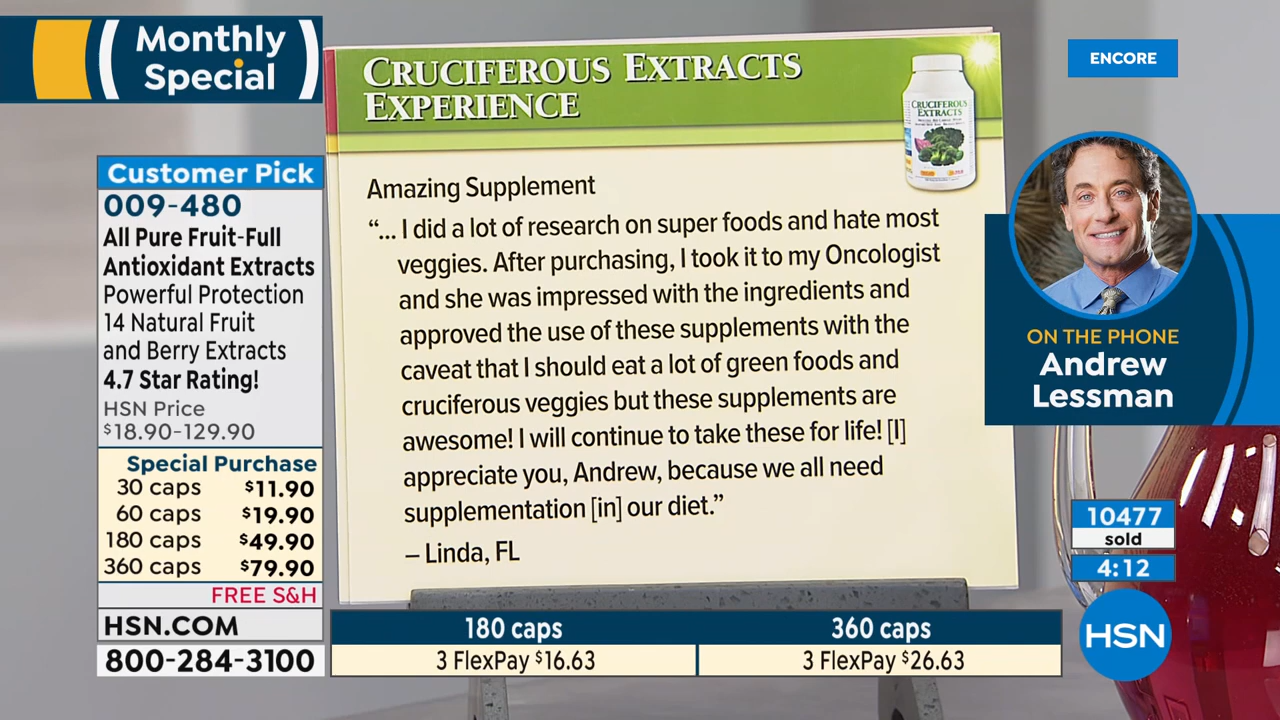 Monthly
Special
ENCORE
CRUCIFEROUS EXTRACTS
EXPERIENCE
CRUCIFEROUS
EXTRACTS
Amazing Supplement
“... I did a lot of research on super foods and hate most
veggies. After purchasing, I took it to my Oncologist
and she was impressed with the ingredients and
approved the use of these supplements with the
caveat that I should eat a lot of green foods and
cruciferous veggies but these supplements are
awesome! I will continue to take these for life! [I]
appreciate you, Andrew, because we all need
supplementation [in] our diet.”
– Linda, FL
Customer Pick
009-480
All Pure Fruit-Full
Antioxidant Extracts
Powerful Protection
14 Natural Fruit
and Berry Extracts
4.7 Star Rating!
HSN Price
$18.90-129.90
Special Purchase
30 caps $11.90
60 caps $19.90
180 caps $49.90
360 caps $79.90
FREE S&H
HSN.COM
800-284-3100
180 caps
3 FlexPay $16.63
360 caps
3 FlexPay $26.63
ON THE PHONE
Andrew
Lessman
10477
sold
4:12
HSN